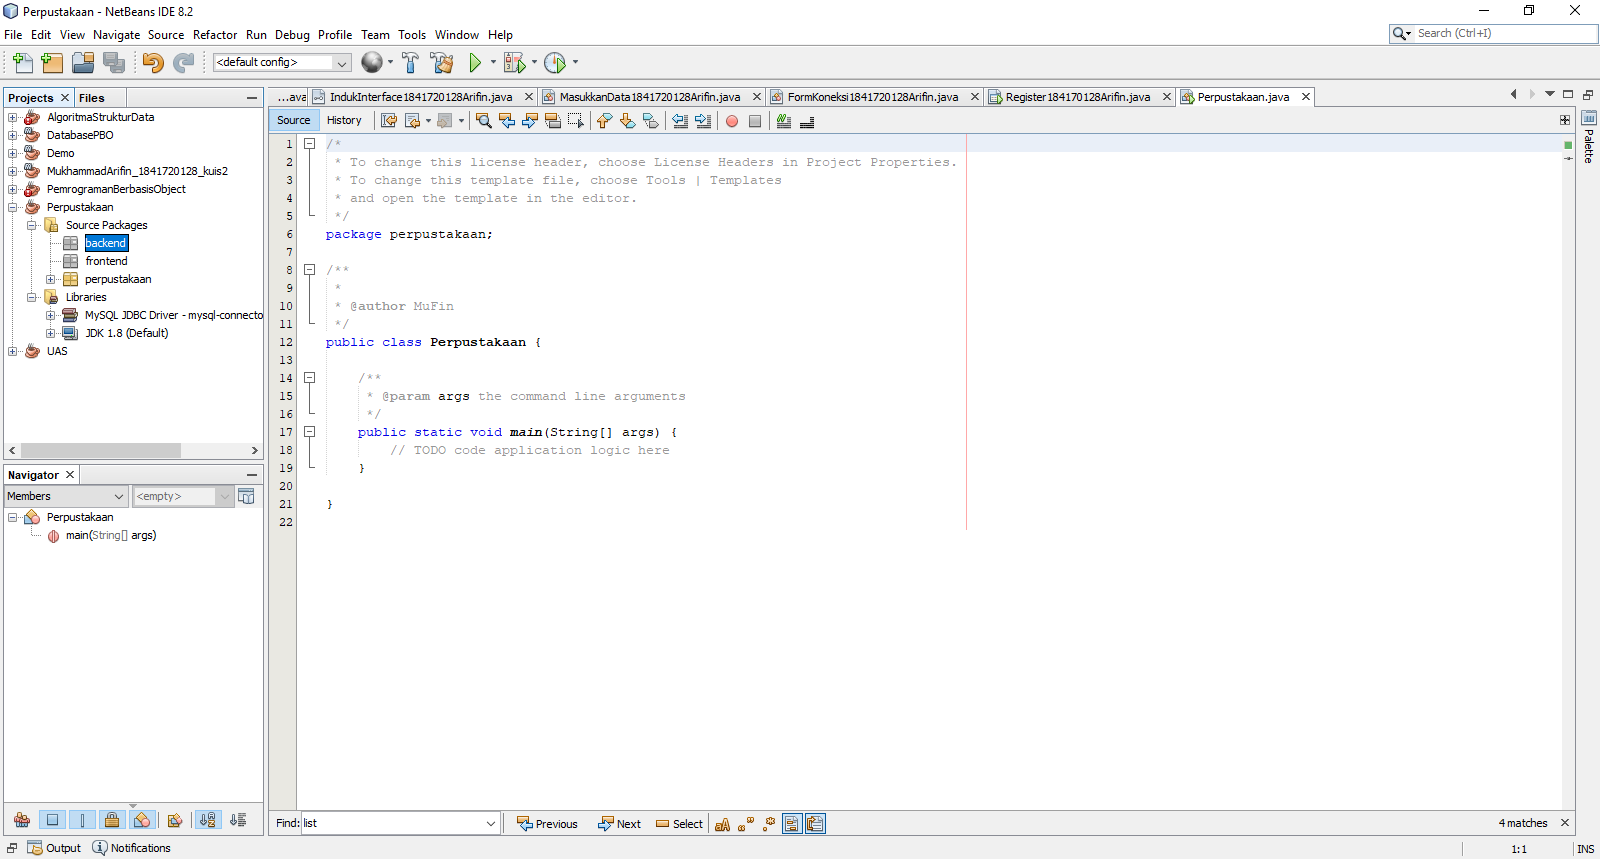 Perpustakaan - NetBeans IDE 8.2
File Edit View Navigate Source Refactor Run Debug Profile Team Tools Window Help
Search (Ctrl+I)
<default config>
Projects Files
AlgoritmaStrukturData
DatabasePBO
Demo
MukhammadArifin_1841720128_kuis2
PemrogramanBerbasisObject
Perpustakaan
Source Packages
backend
frontend
perpustakaan
Libraries
MySQL JDBC Driver - mysql-connecto
JDK 1.8 (Default)
UAS
Navigator
Members <empty>
Perpustakaan
main(String[] args)
...ava IndukInterface1841720128Arifin.java MasukkanData1841720128Arifin.java FormKoneksi1841720128Arifin.java Register184170128Arifin.java Perpustakaan.java
Source History
1 /*
2 * To change this license header, choose License Headers in Project Properties.
3 * To change this template file, choose Tools | Templates
4 * and open the template in the editor.
5 */
6 package perpustakaan;
7
8 /**
9 *
10 * @author MuFin
11 */
12 public class Perpustakaan {
13
14 /**
15 * @param args the command line arguments
16 */
17 public static void main(String[] args) {
18 // TODO code application logic here
19 }
20
21 }
22
Palette
Find: list Previous Next Select 4 matches
Output Notifications 1:1 INS